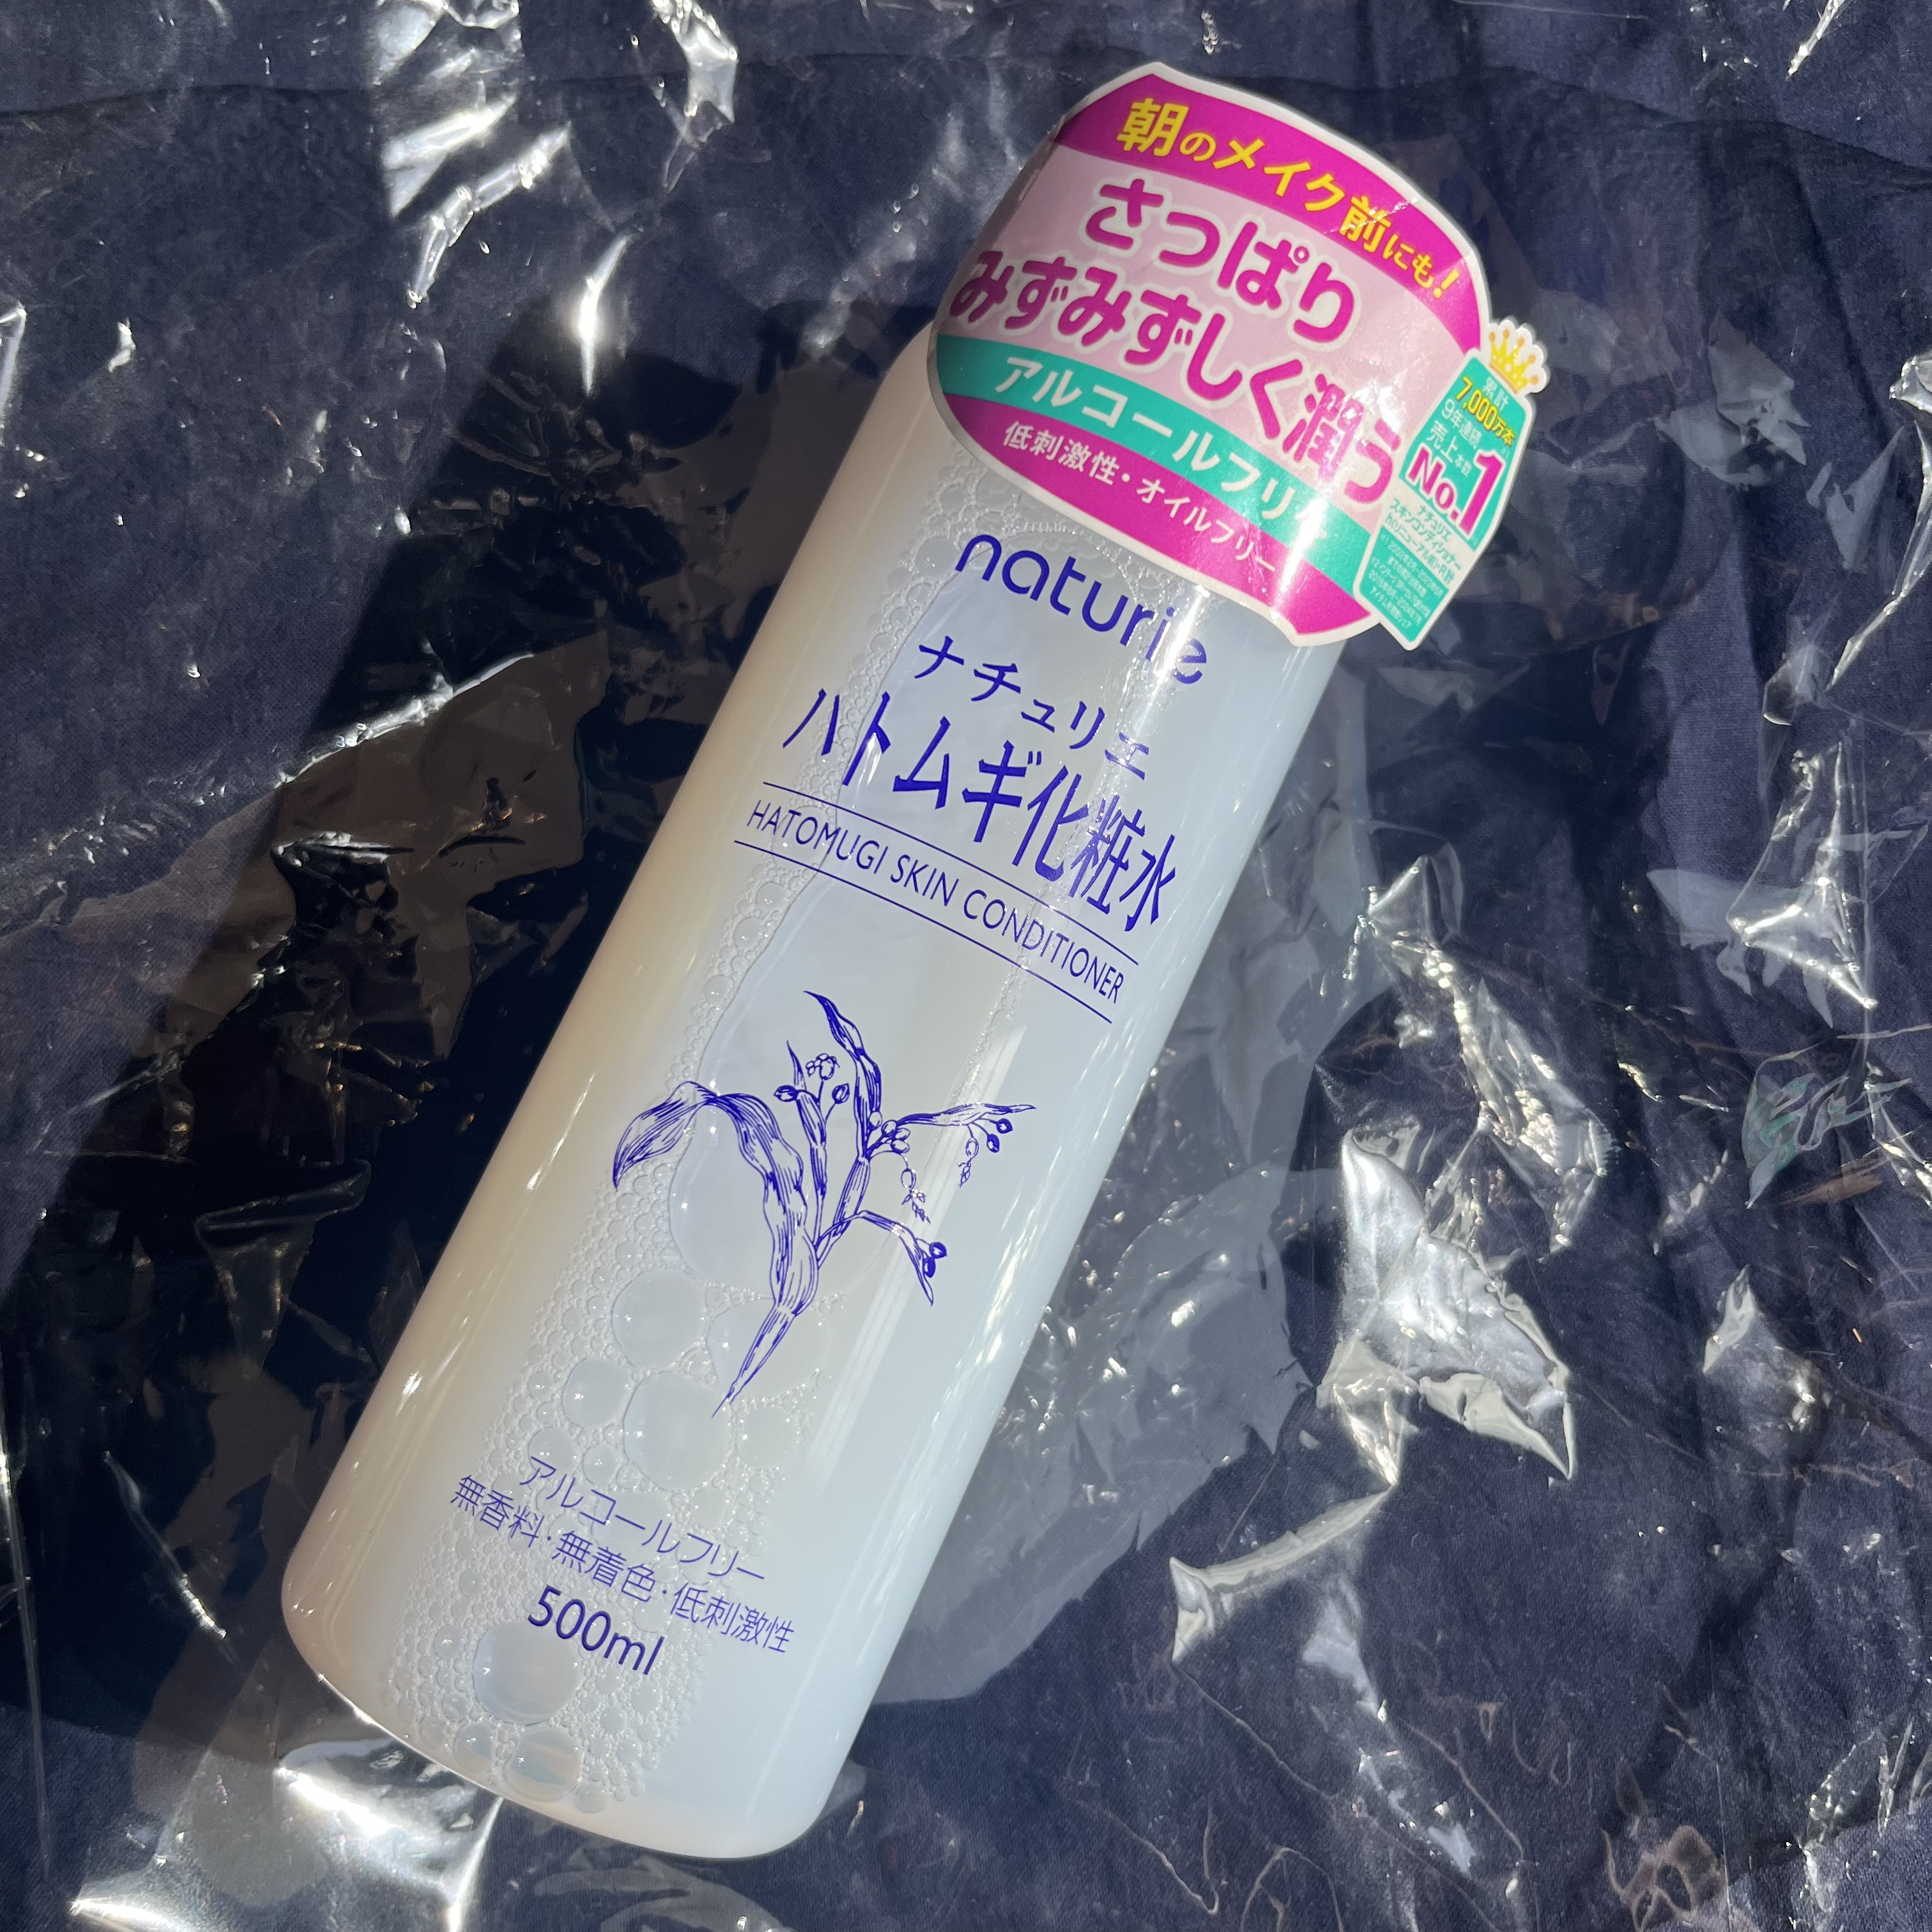 朝のメイク前にも!
さっぱり
みずみずしく潤う
アルコールフリー
低刺激性・オイルフリー
累計
7,000万本
9年連続
売上本数
No.1
ナチュリエ
スキンコンディショナー
naturie
ナチュリエ
ハトムギ化粧水
HATOMUGI SKIN CONDITIONER
アルコールフリー
無香料・無着色・低刺激性
500ml